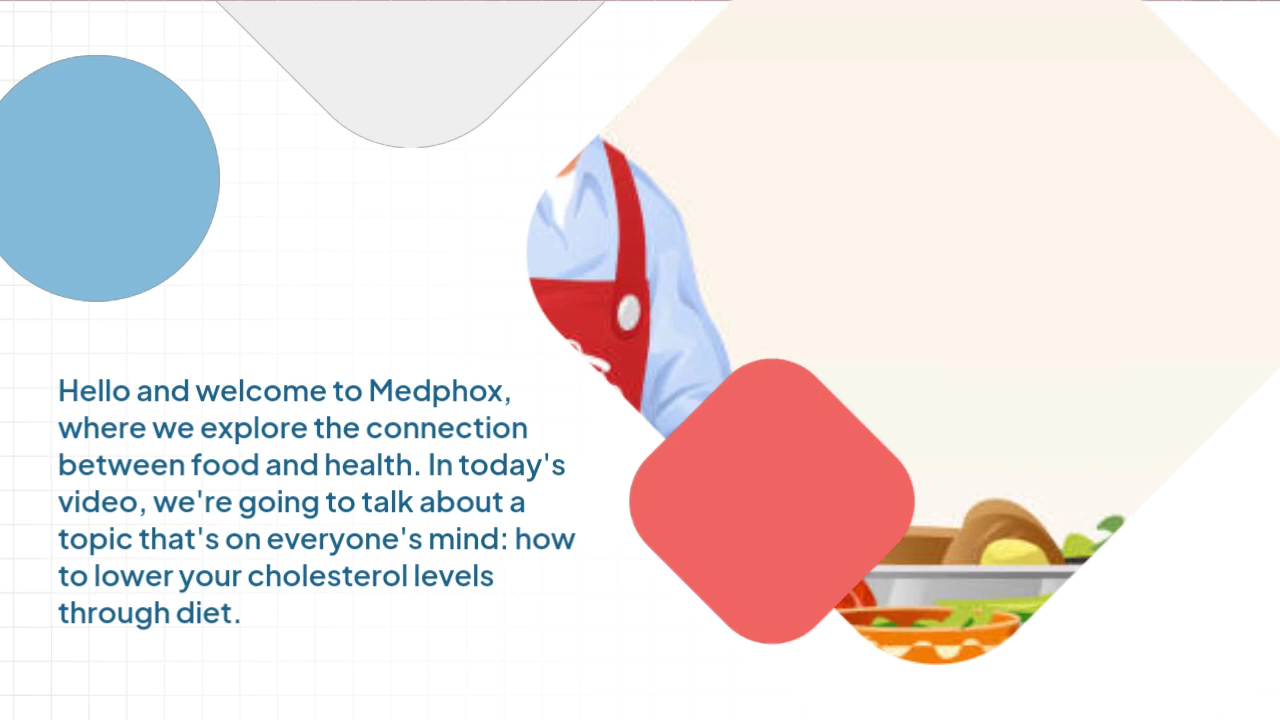 Hello and welcome to Medphox,
where we explore the connection
between food and health. In today's
video, we're going to talk about a
topic that's on everyone's mind: how
to lower your cholesterol levels
through diet.